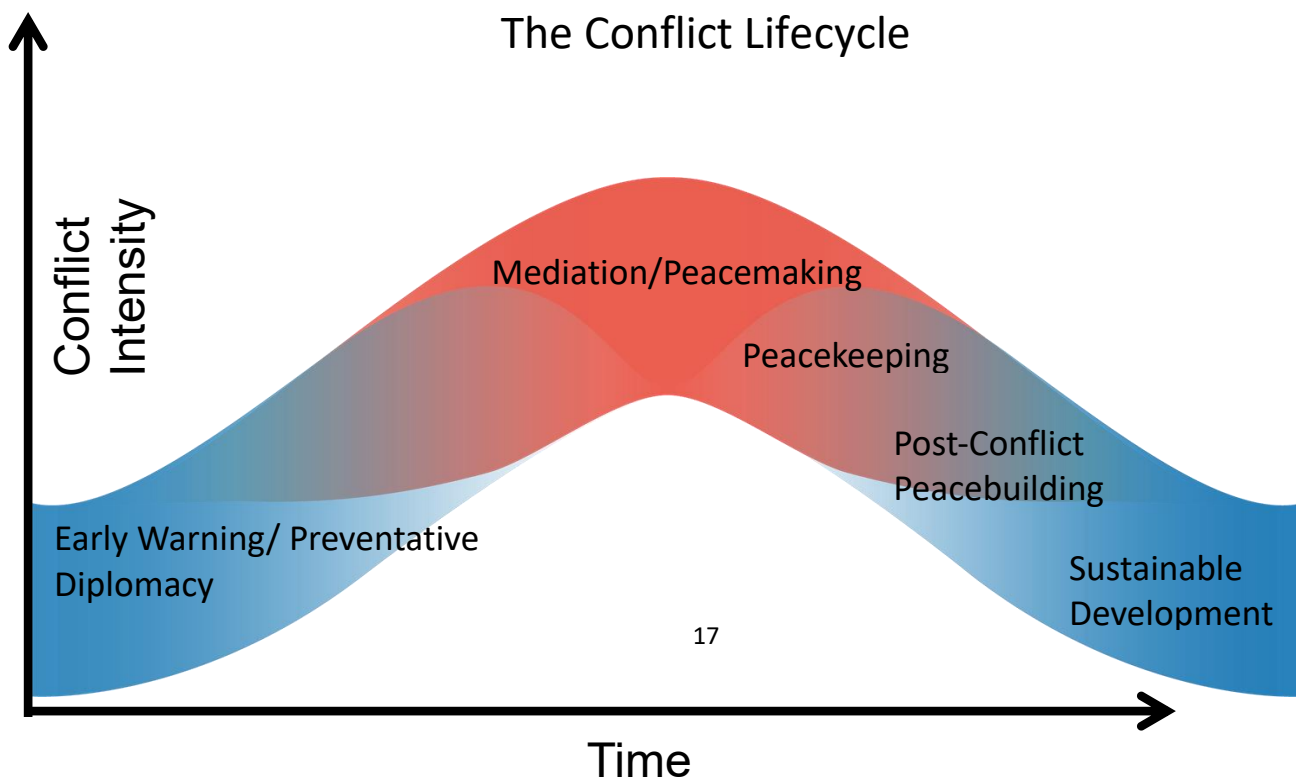 The Conflict Lifecycle
Conflict
Intensity
Mediation/Peacemaking
Peacekeeping
Post-Conflict
Peacebuilding
Early Warning/ Preventative
Diplomacy
Sustainable
Development
17
Time